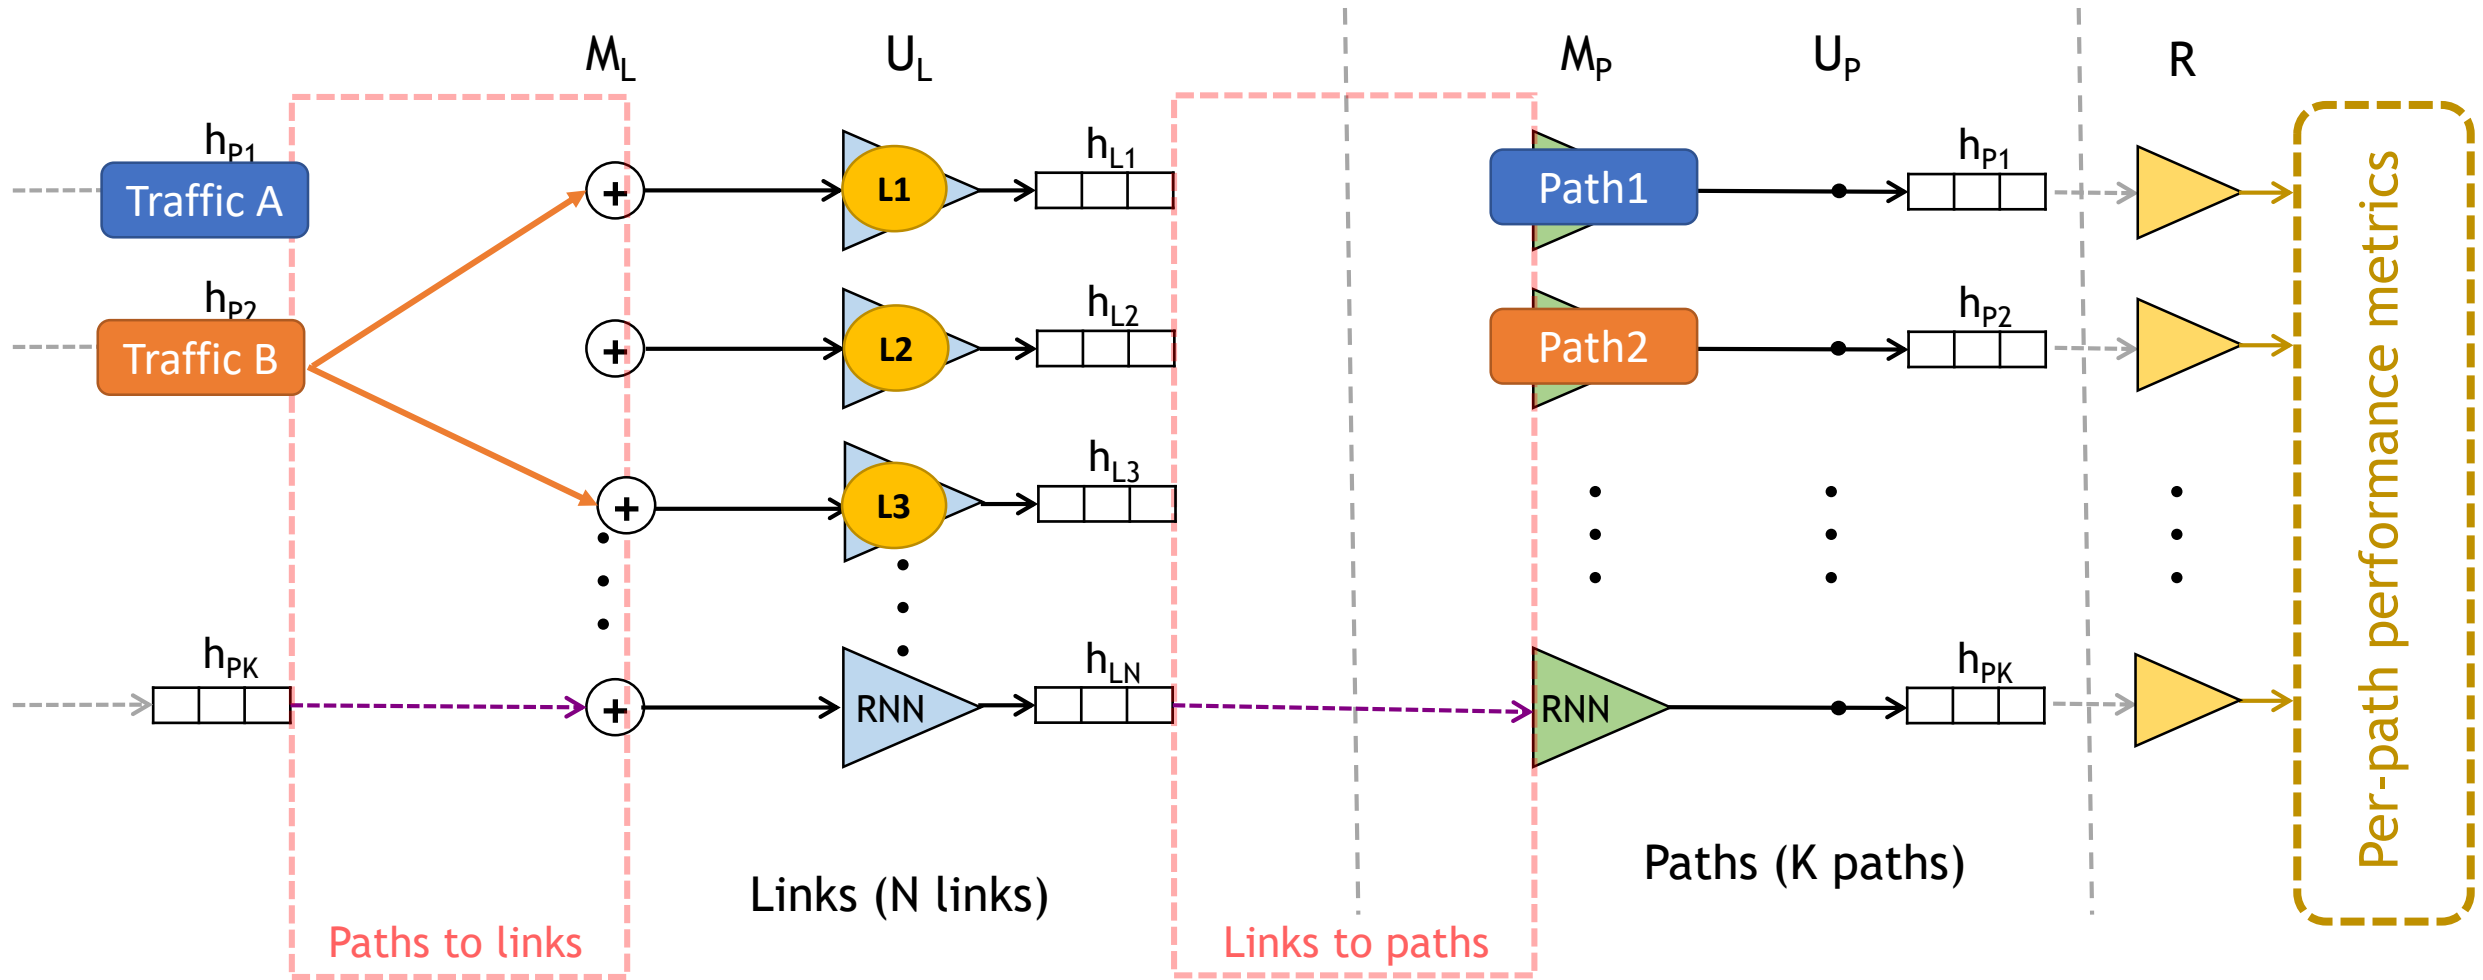 M_L U_L M_P U_P R
h_P1 h_L1 h_P1
Traffic A + L1 Path1
h_P2 h_L2 h_P2
Traffic B + L2 Path2
h_L3
+ L3
h_PK h_LN h_PK
+ RNN RNN
Links (N links)
Paths (K paths)
Paths to links
Links to paths
Per-path performance metrics